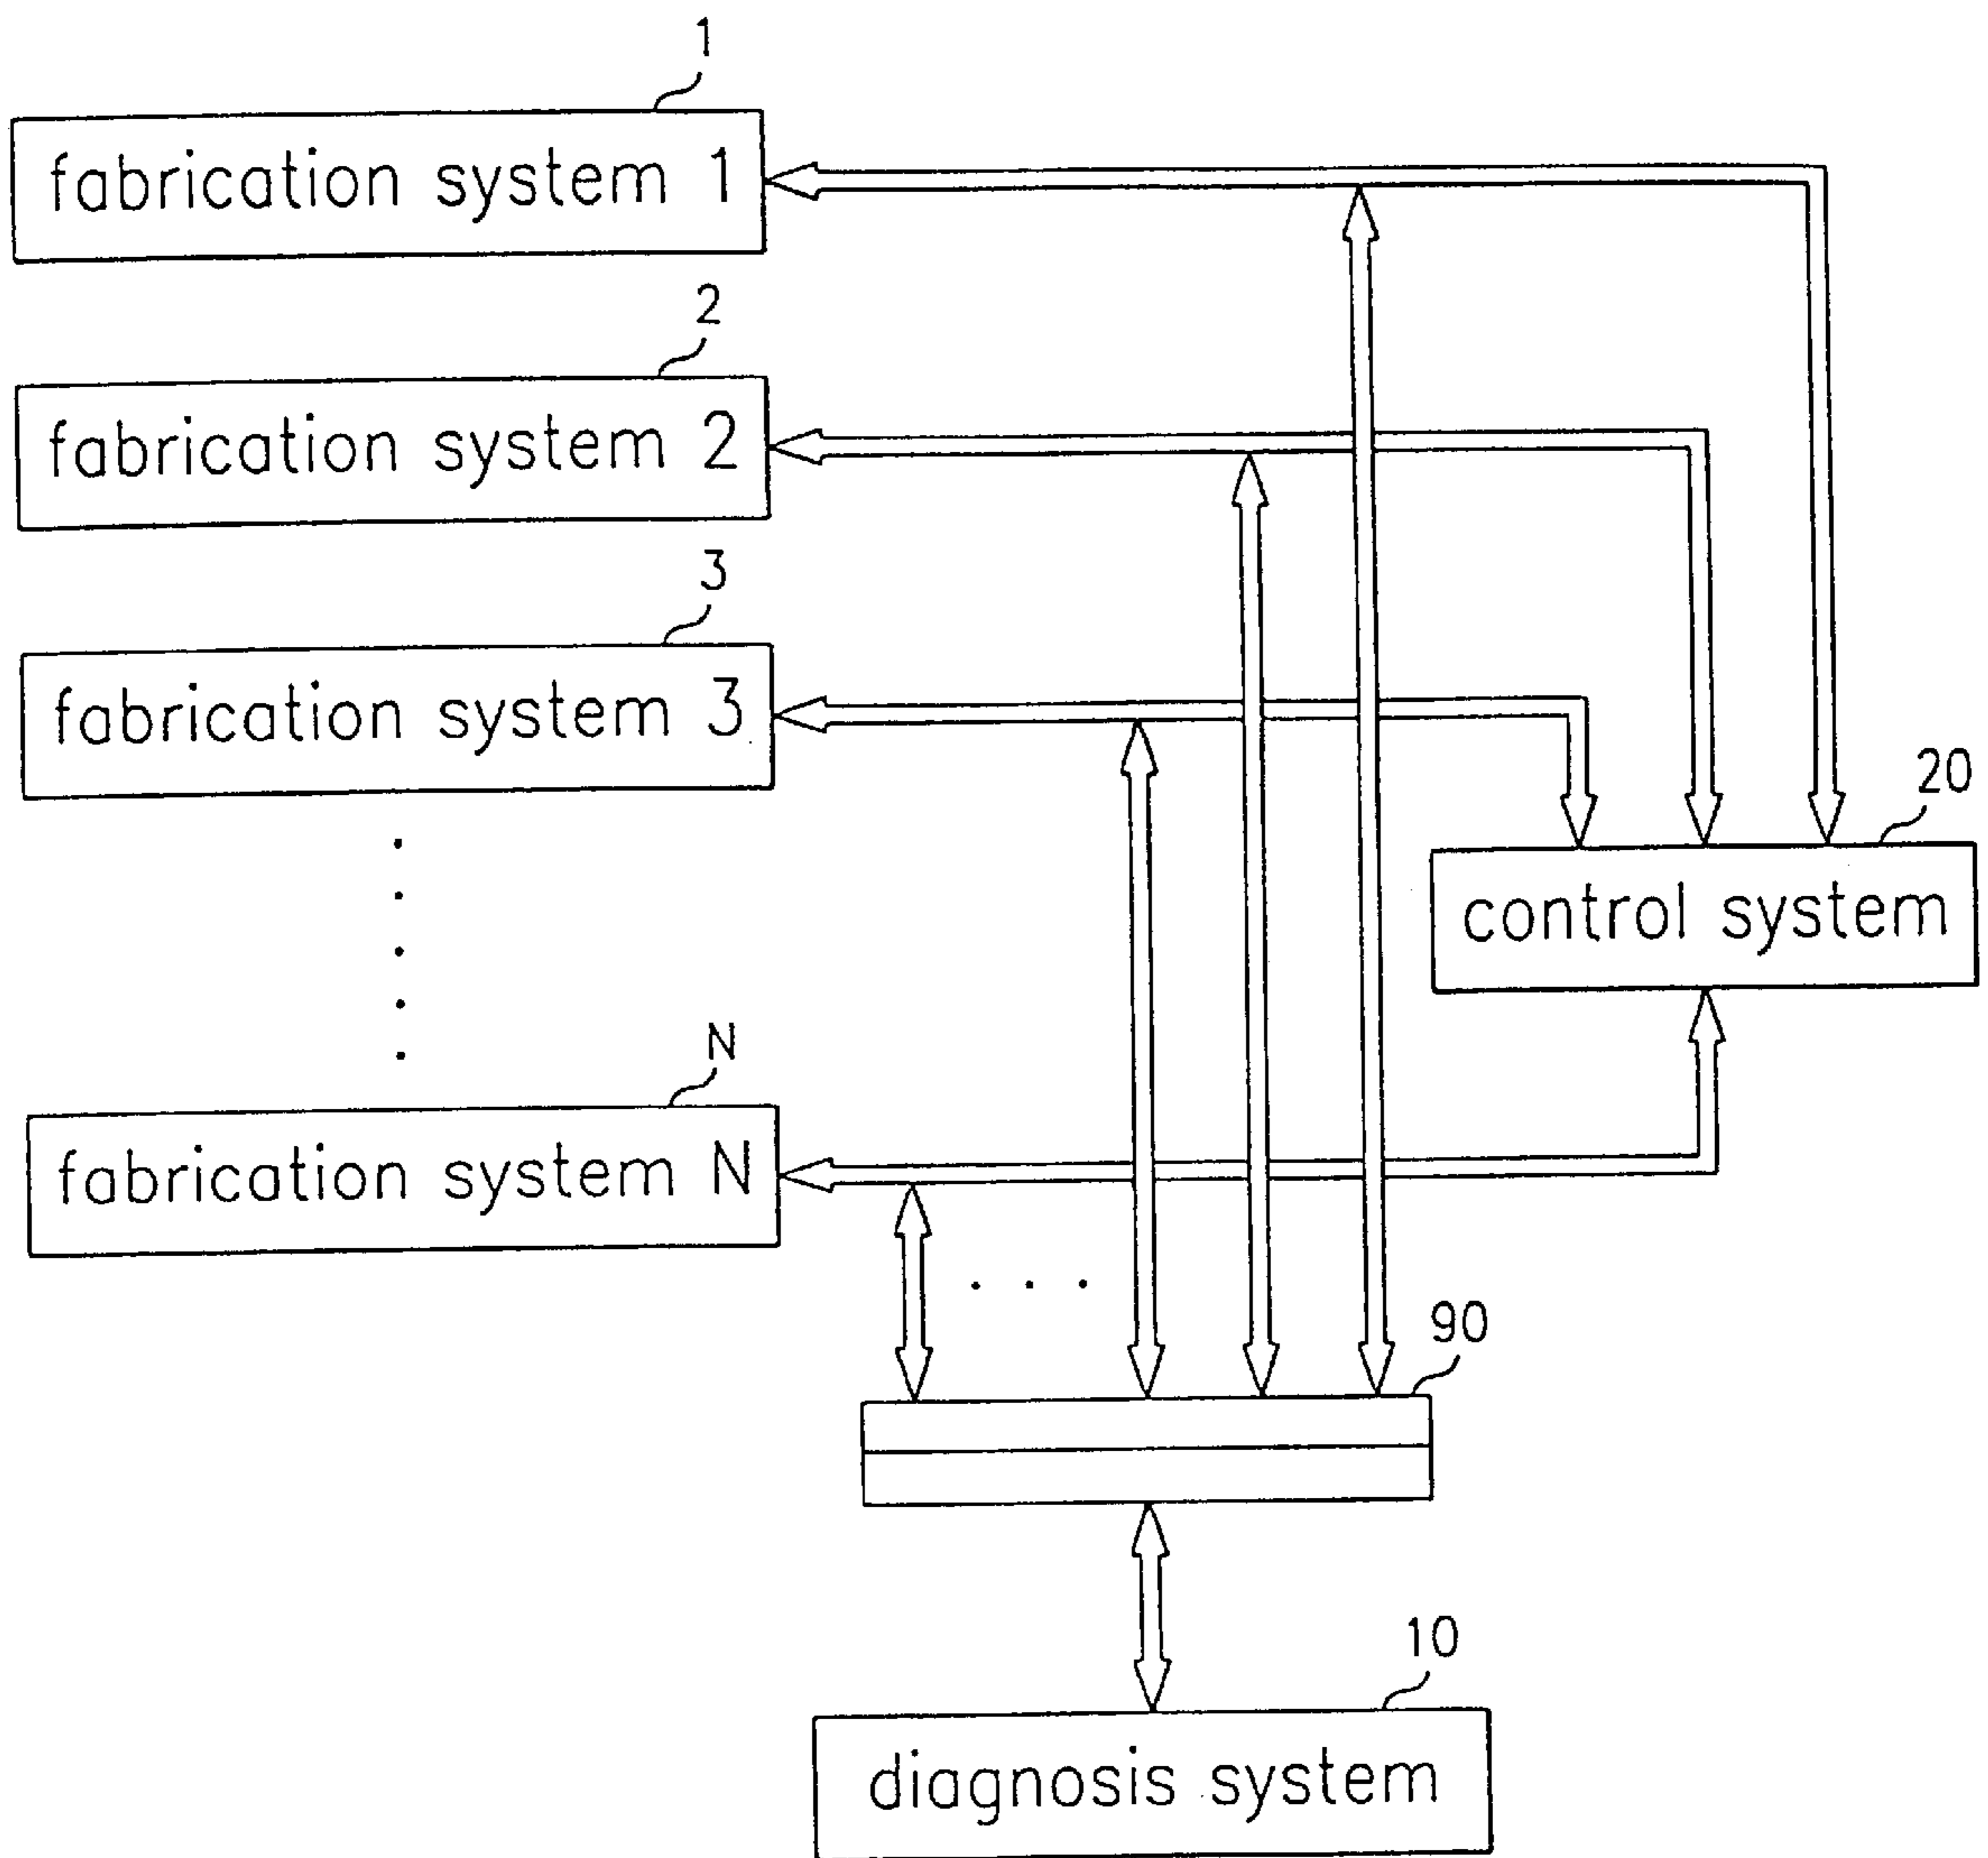 1
fabrication system 1
2
fabrication system 2
3
fabrication system 3
20
control system
N
fabrication system N
90
10
diagnosis system